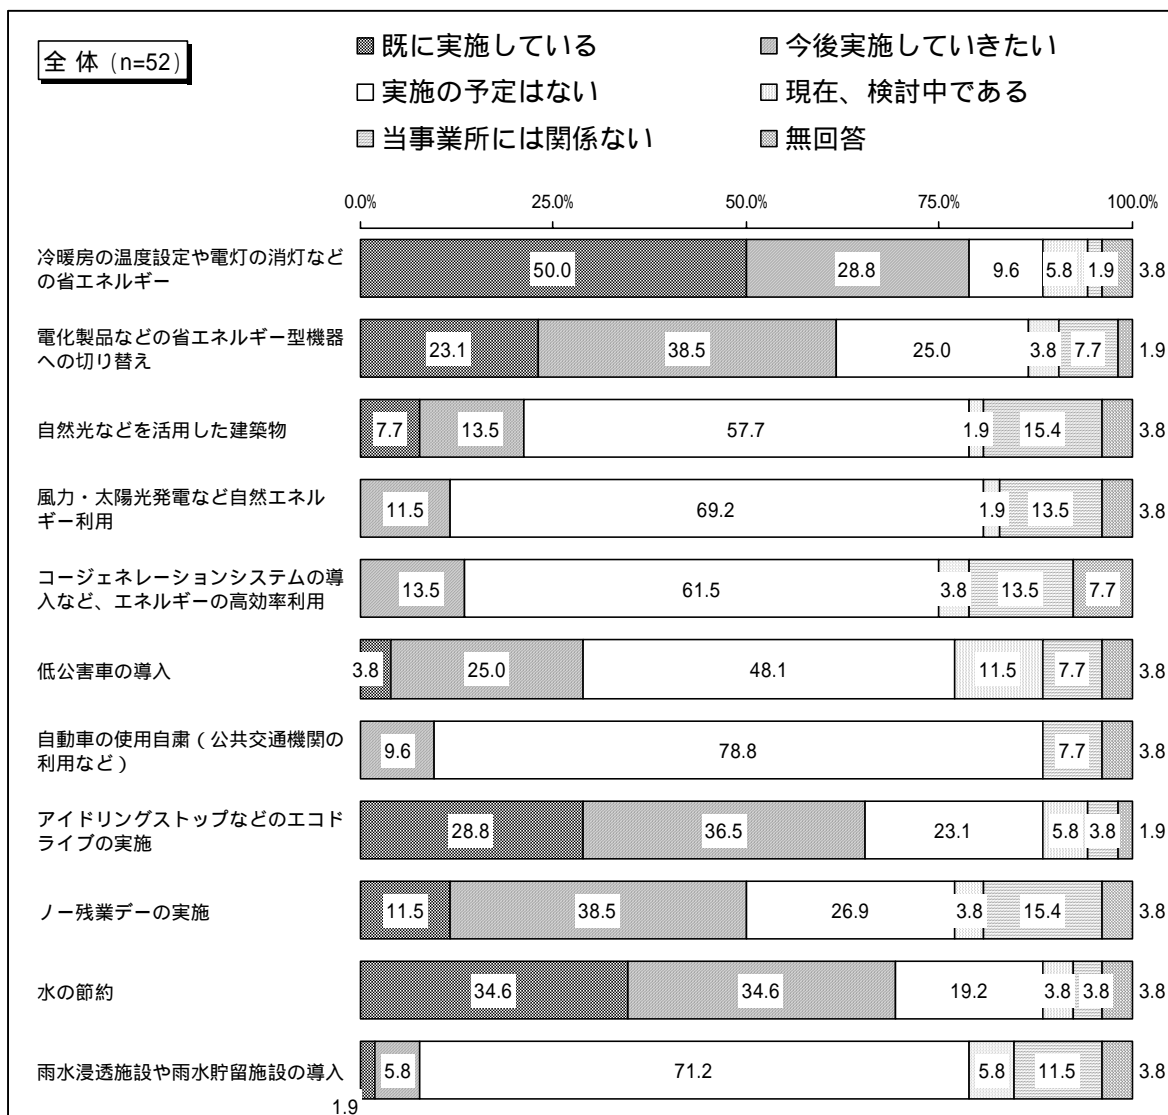 全 体 (n=52)
既に実施している
今後実施していきたい
実施の予定はない
現在、検討中である
当事業所には関係ない
無回答
0.0% 25.0% 50.0% 75.0% 100.0%
冷暖房の温度設定や電灯の消灯など
の省エネルギー
50.0 28.8 9.6 5.8 1.9 3.8
電化製品などの省エネルギー型機器
への切り替え
23.1 38.5 25.0 3.8 7.7 1.9
自然光などを活用した建築物
7.7 13.5 57.7 1.9 15.4 3.8
風力・太陽光発電など自然エネル
ギー利用
11.5 69.2 1.9 13.5 3.8
コージェネレーションシステムの導
入など、エネルギーの高効率利用
13.5 61.5 3.8 13.5 7.7
低公害車の導入
3.8 25.0 48.1 11.5 7.7 3.8
自動車の使用自粛(公共交通機関の
利用など)
9.6 78.8 7.7 3.8
アイドリングストップなどのエコド
ライブの実施
28.8 36.5 23.1 5.8 3.8 1.9
ノー残業デーの実施
11.5 38.5 26.9 3.8 15.4 3.8
水の節約
34.6 34.6 19.2 3.8 3.8 3.8
雨水浸透施設や雨水貯留施設の導入
1.9 5.8 71.2 5.8 11.5 3.8